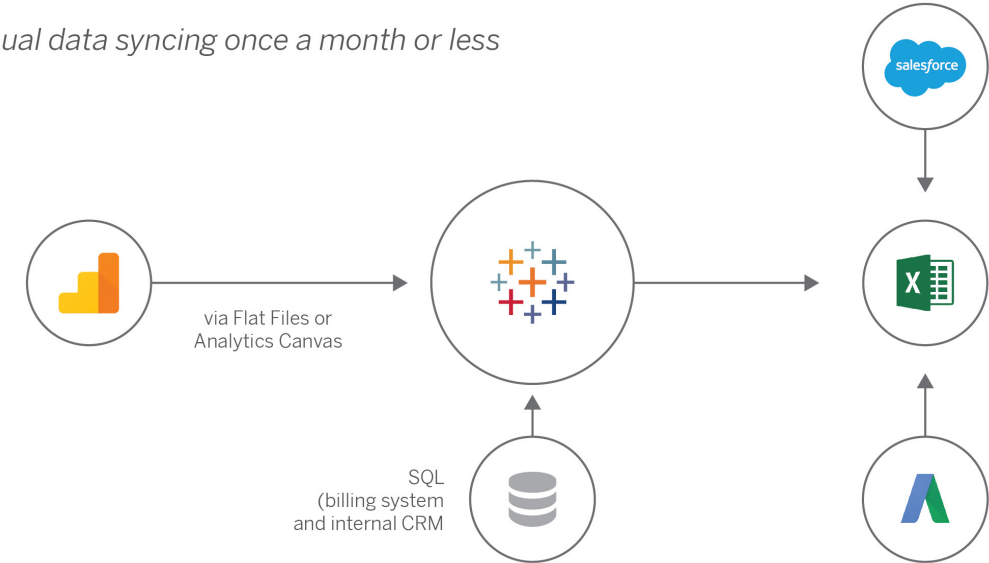 ual data syncing once a month or less
salesforce
X
via Flat Files or
Analytics Canvas
SQL
(billing system
and internal CRM